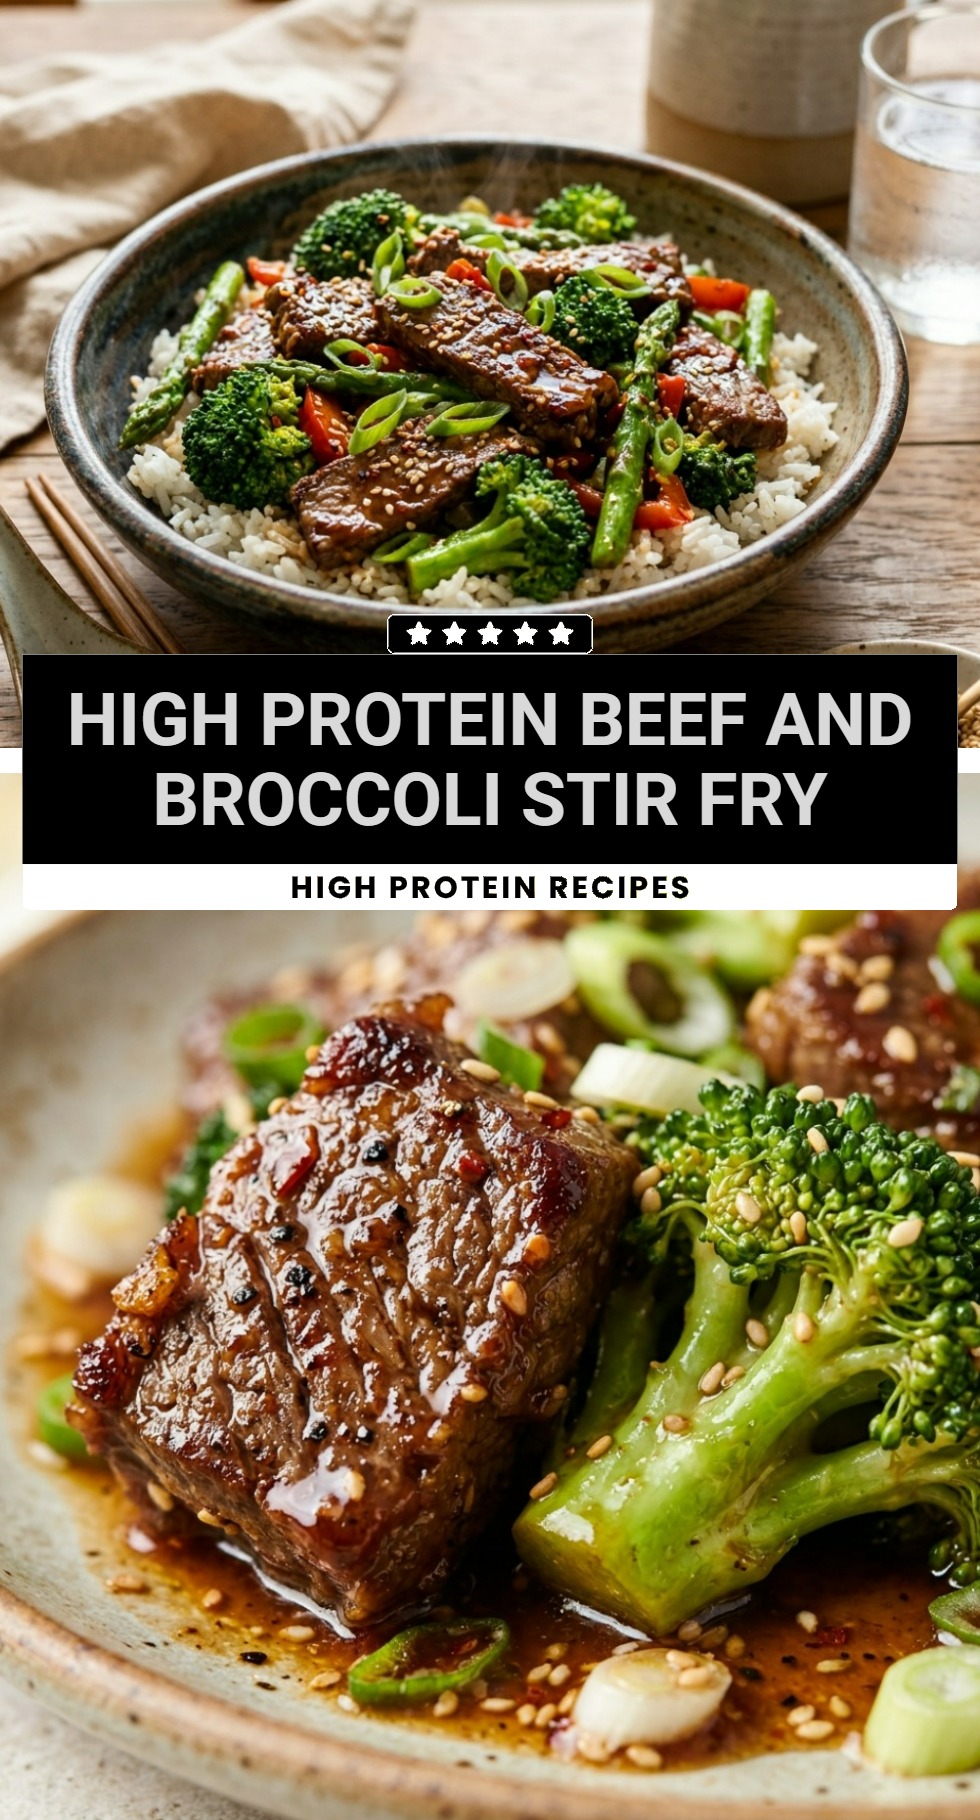 HIGH PROTEIN BEEF AND
BROCCOLI STIR FRY
HIGH PROTEIN RECIPES